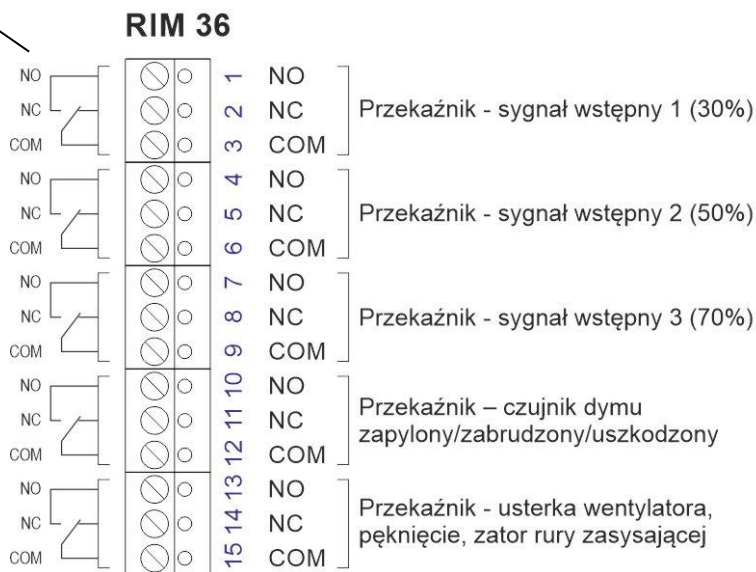 RIM 36
NO 1 NO
NC 2 NC Przekaźnik - sygnał wstępny 1 (30%)
COM 3 COM
NO 4 NO
NC 5 NC Przekaźnik - sygnał wstępny 2 (50%)
COM 6 COM
NO 7 NO
NC 8 NC Przekaźnik - sygnał wstępny 3 (70%)
COM 9 COM
NO 10 NO
NC 11 NC Przekaźnik – czujnik dymu
zapylony/zabrudzony/uszkodzony
COM 12 COM
NO 13 NO
NC 14 NC Przekaźnik - usterka wentylatora,
pęknięcie, zator rury zasysającej
COM 15 COM